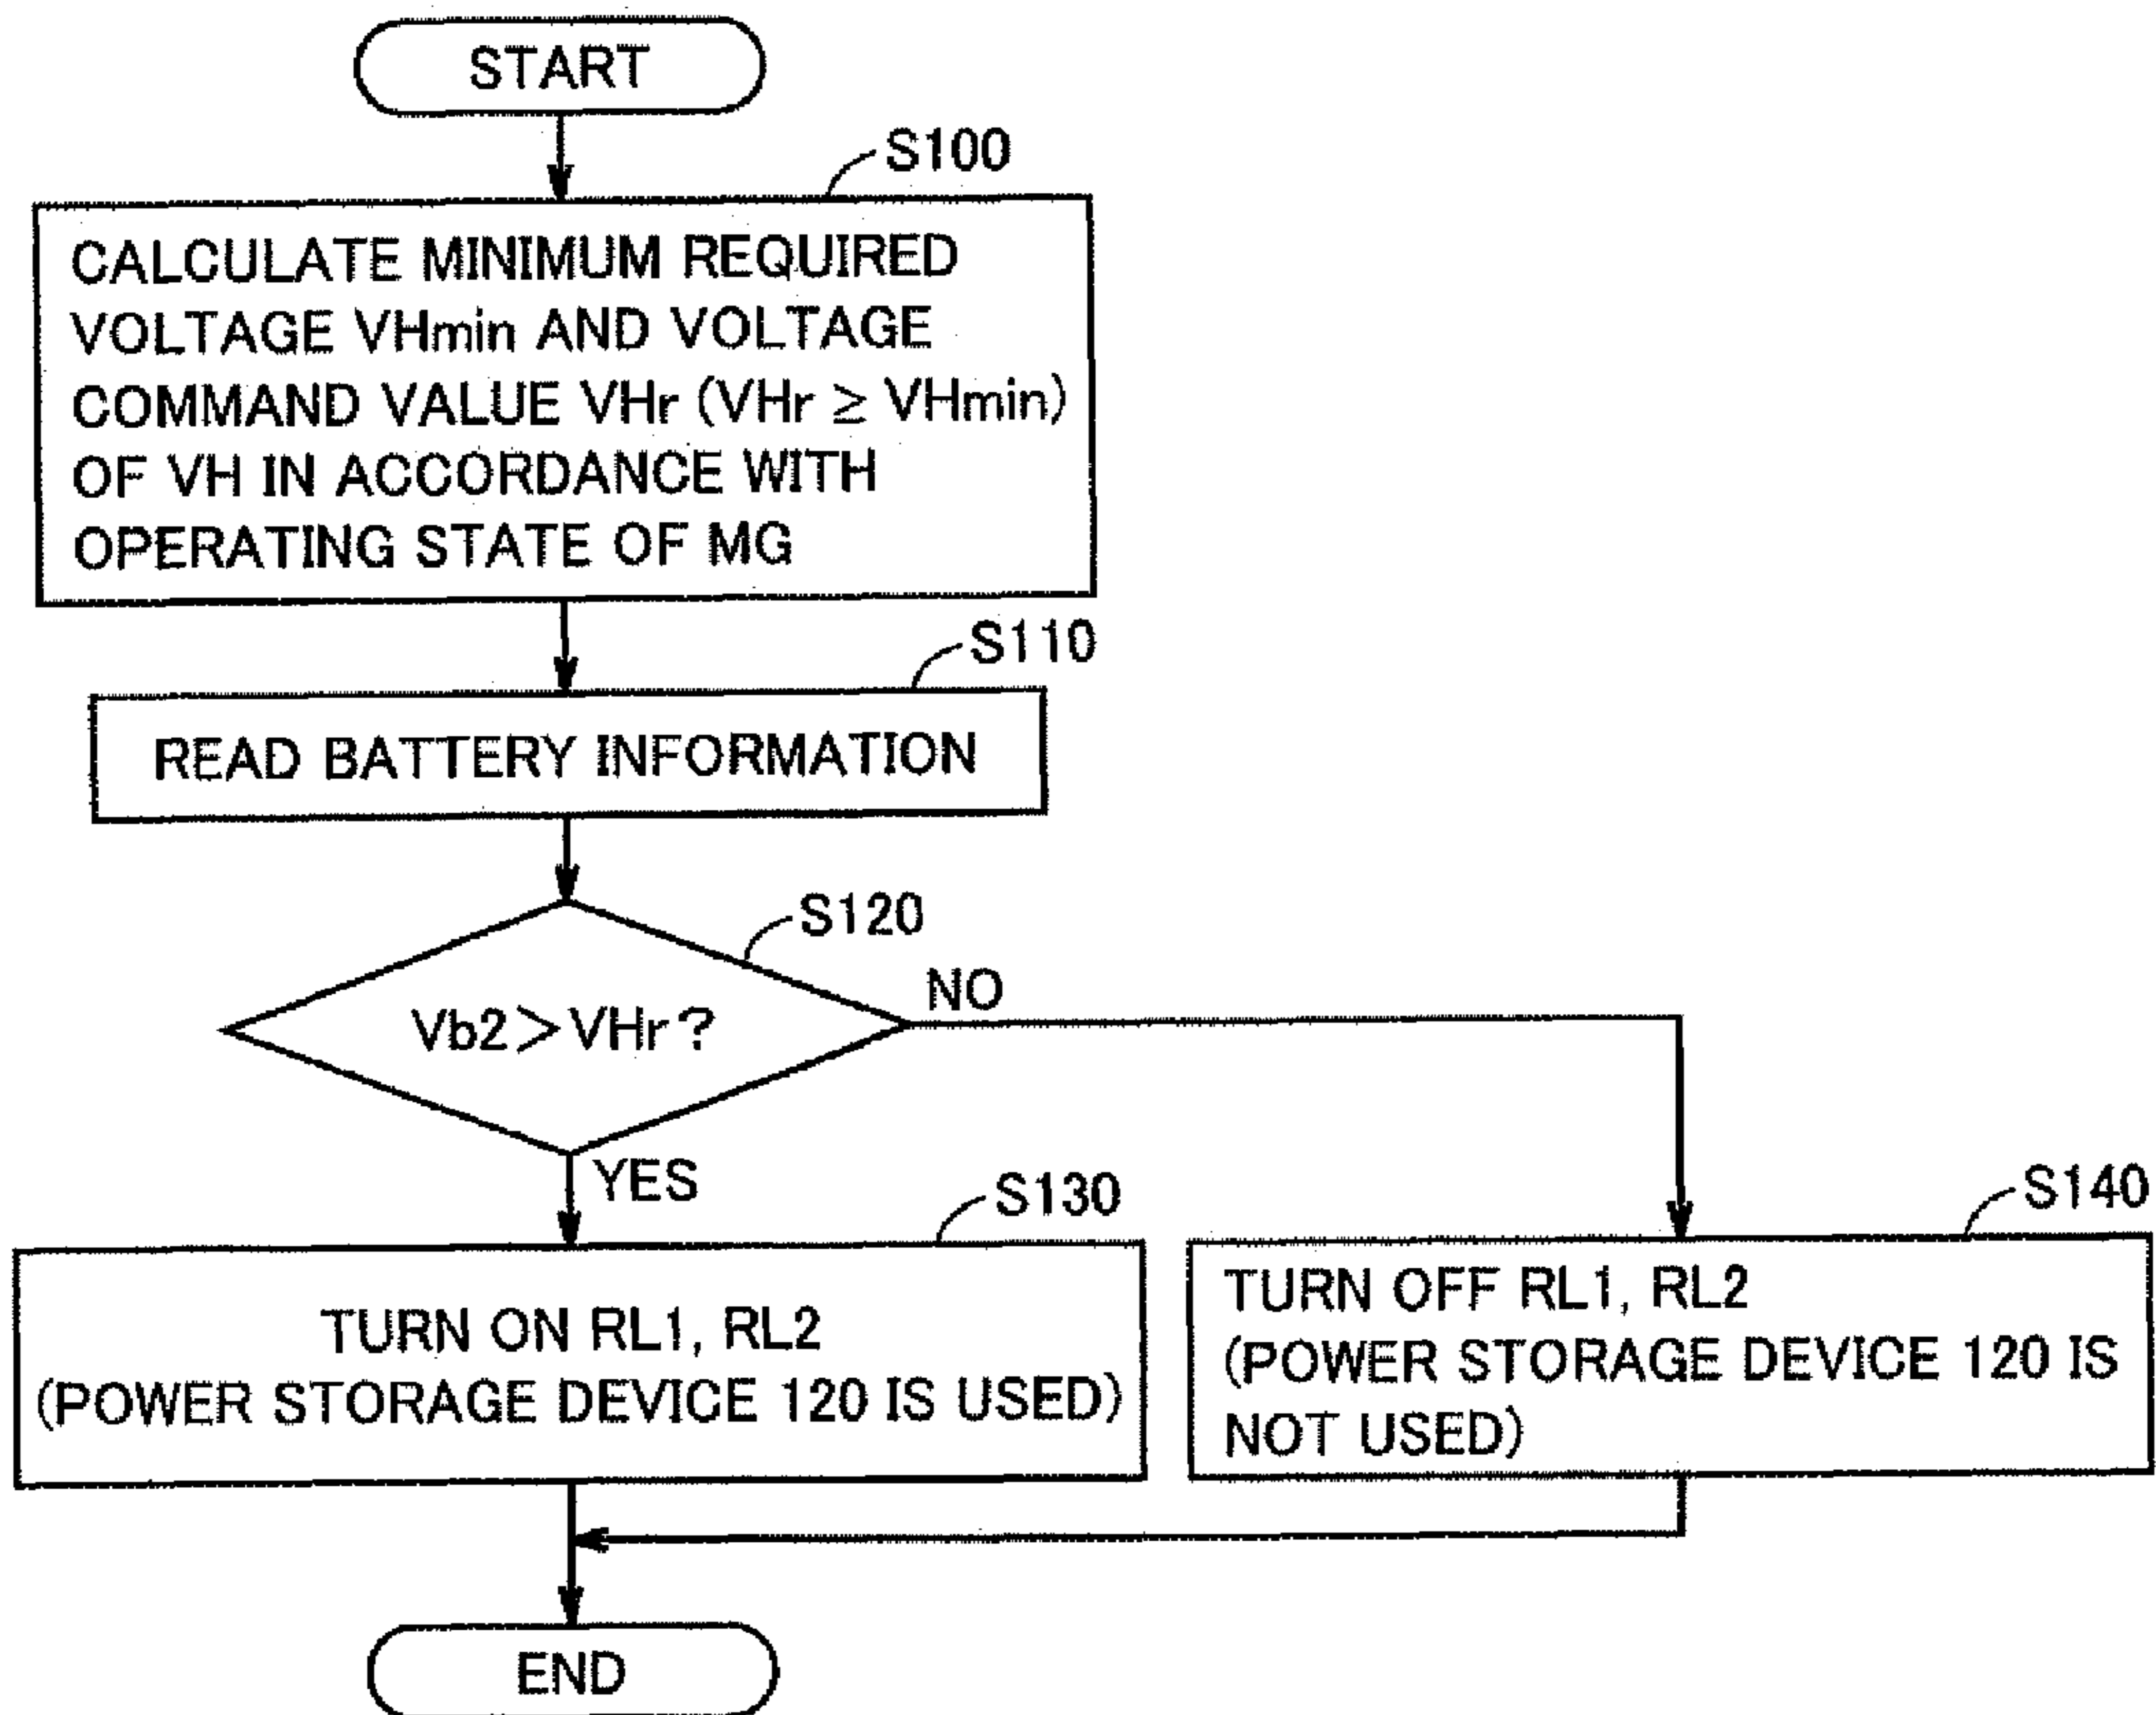 START
S100
CALCULATE MINIMUM REQUIRED
VOLTAGE VHmin AND VOLTAGE
COMMAND VALUE VHr (VHr ≥ VHmin)
OF VH IN ACCORDANCE WITH
OPERATING STATE OF MG
S110
READ BATTERY INFORMATION
S120
Vb2>VHr?
NO
YES
S130
TURN ON RL1, RL2
(POWER STORAGE DEVICE 120 IS USED)
S140
TURN OFF RL1, RL2
(POWER STORAGE DEVICE 120 IS
NOT USED)
END